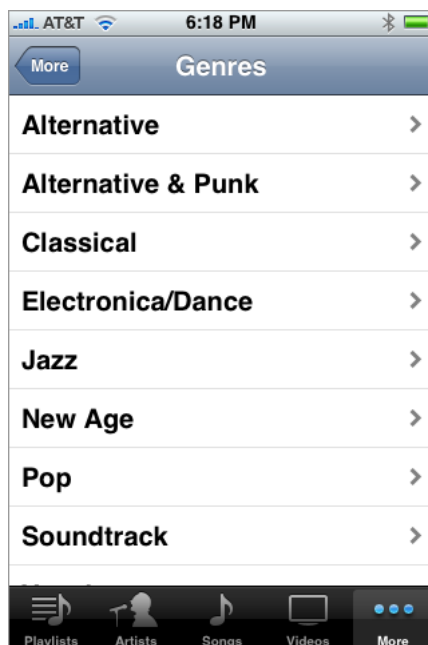 AT&T 6:18 PM
More Genres
Alternative
Alternative & Punk
Classical
Electronica/Dance
Jazz
New Age
Pop
Soundtrack
Playlists Artists Songs Videos More